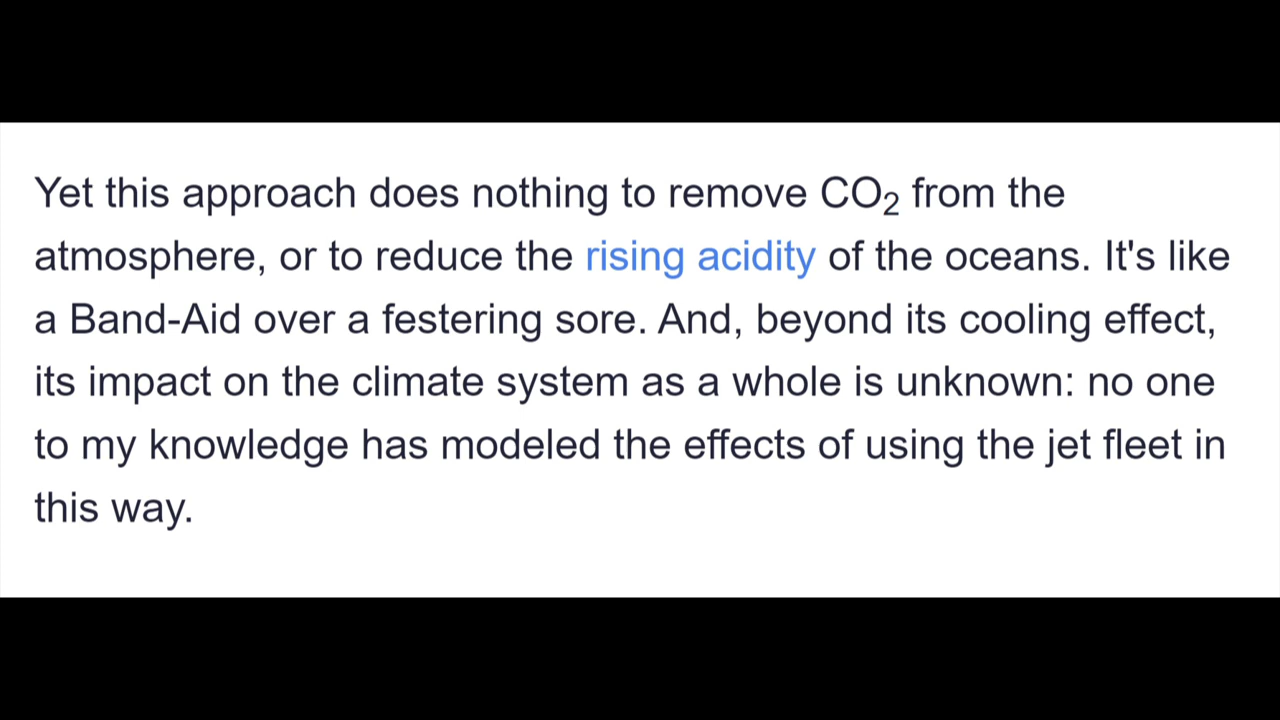 Yet this approach does nothing to remove CO₂ from the
atmosphere, or to reduce the rising acidity of the oceans. It's like
a Band-Aid over a festering sore. And, beyond its cooling effect,
its impact on the climate system as a whole is unknown: no one
to my knowledge has modeled the effects of using the jet fleet in
this way.